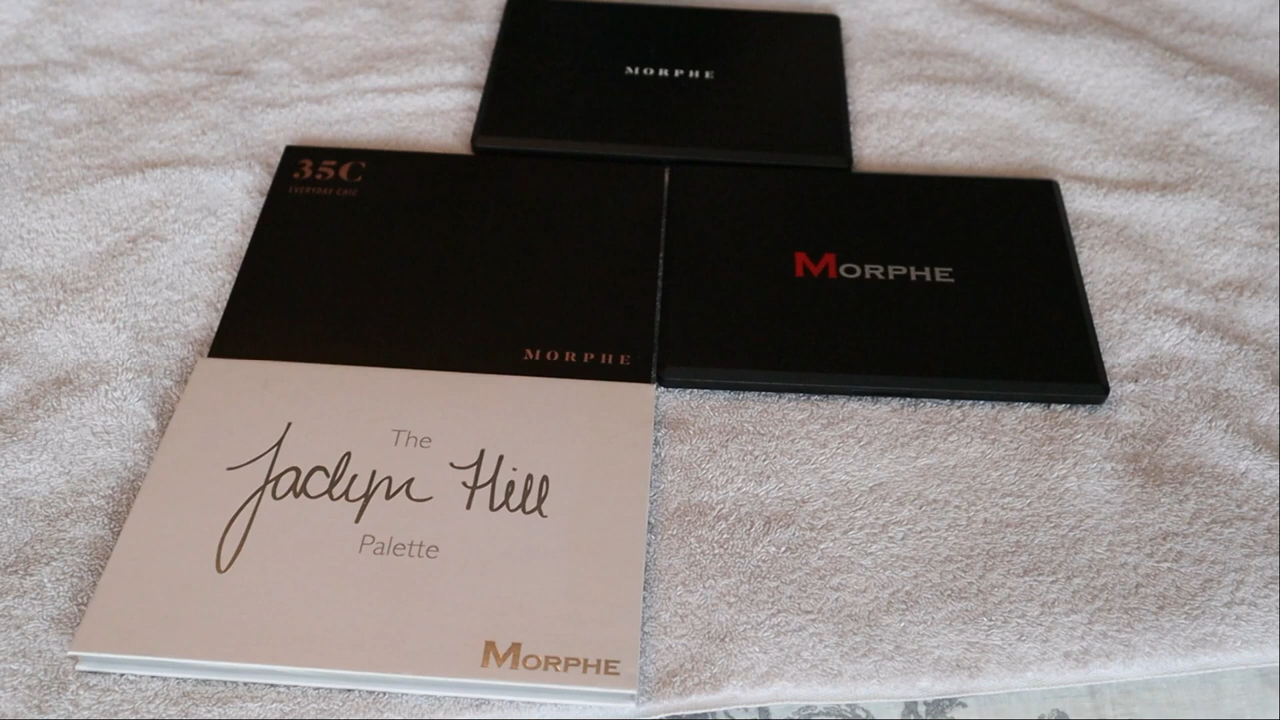 MORPHE
35C
EVERYDAY CHIC
MORPHE
MORPHE
The
Jaclyn Hill
Palette
MORPHE